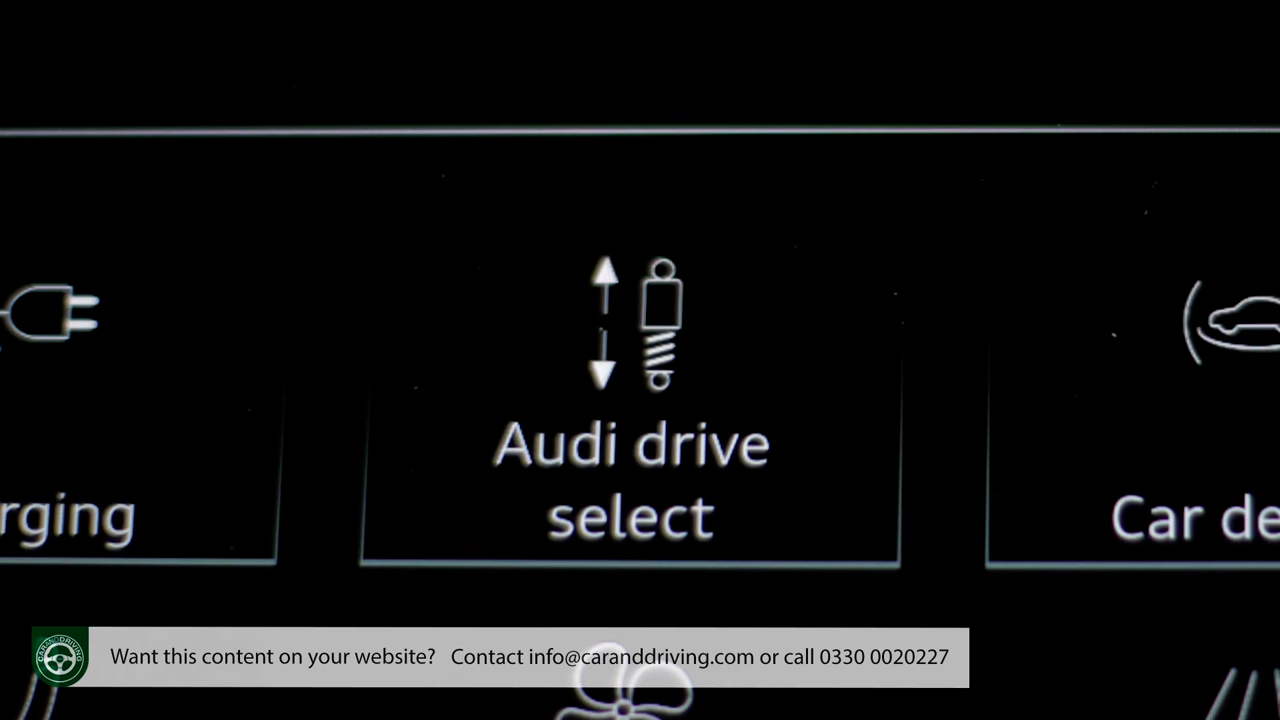 Audi drive
select
rging
Car de
CARANDDRIVING
Want this content on your website? Contact info@caranddriving.com or call 0330 0020227